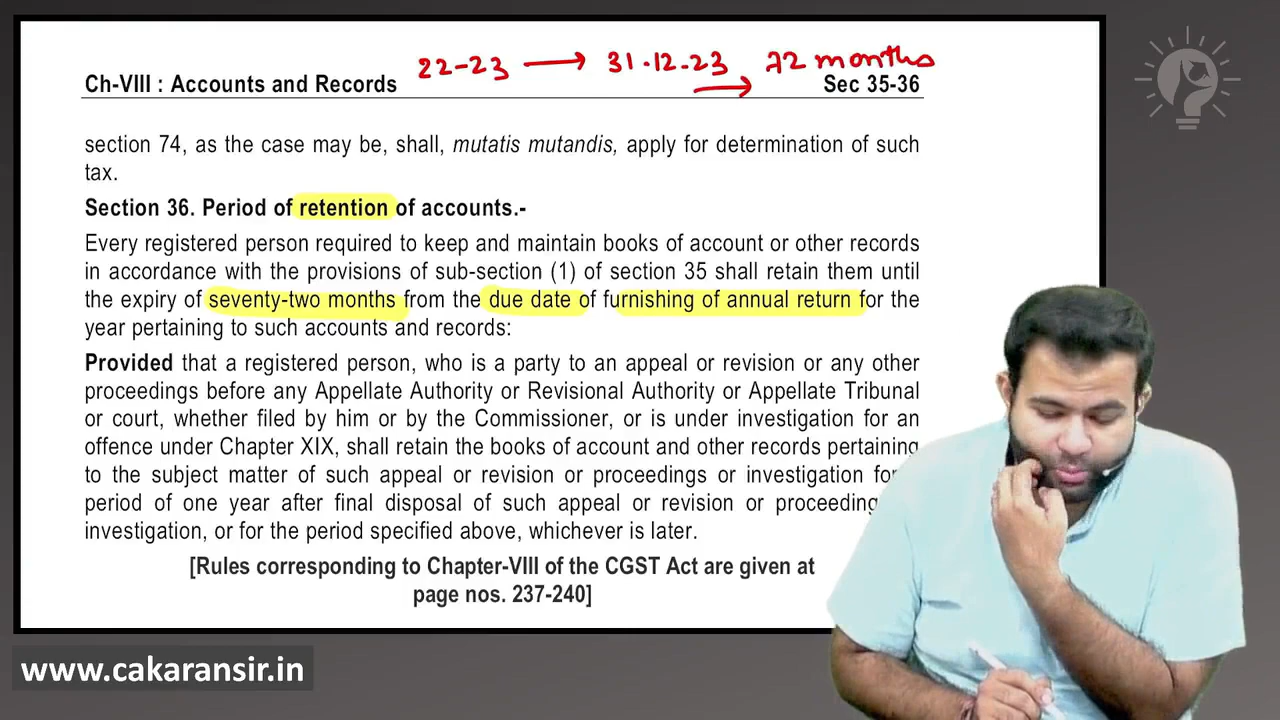 22-23 → 31.12-23 → 72 months
Ch-VIII : Accounts and Records Sec 35-36
section 74, as the case may be, shall, mutatis mutandis, apply for determination of such
tax.
Section 36. Period of retention of accounts.-
Every registered person required to keep and maintain books of account or other records
in accordance with the provisions of sub-section (1) of section 35 shall retain them until
the expiry of seventy-two months from the due date of furnishing of annual return for the
year pertaining to such accounts and records:
Provided that a registered person, who is a party to an appeal or revision or any other
proceedings before any Appellate Authority or Revisional Authority or Appellate Tribunal
or court, whether filed by him or by the Commissioner, or is under investigation for an
offence under Chapter XIX, shall retain the books of account and other records pertaining
to the subject matter of such appeal or revision or proceedings or investigation for
period of one year after final disposal of such appeal or revision or proceeding
investigation, or for the period specified above, whichever is later.
[Rules corresponding to Chapter-VIII of the CGST Act are given at
page nos. 237-240]
www.cakaransir.in